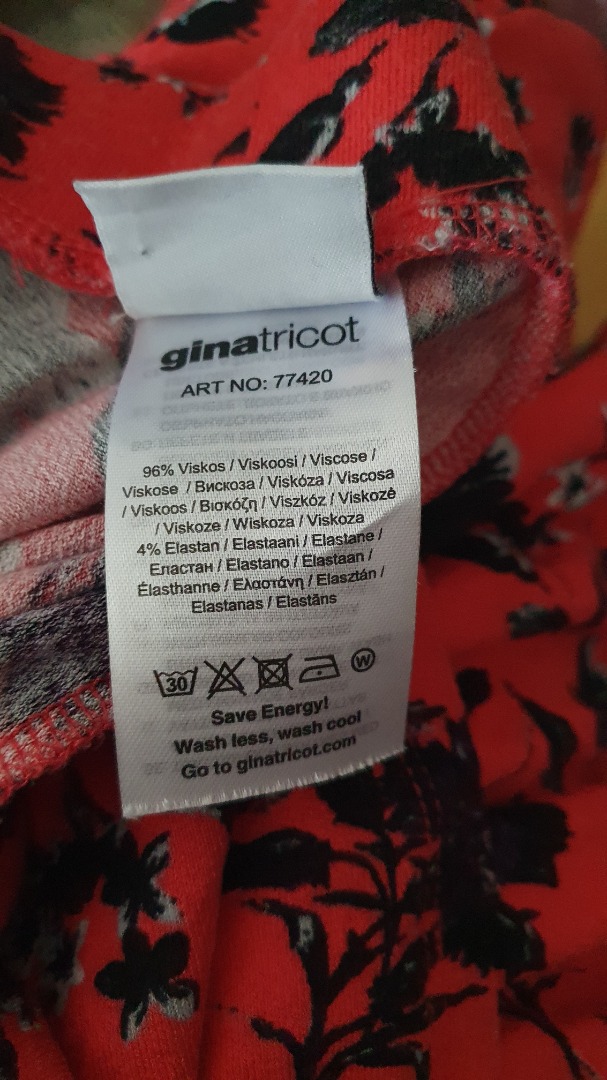 ginatricot
ART NO: 77420
96% Viskos / Viskoosi / Viscose /
Viskose / Вискоза / Viskóza / Viscosa
/ Viskoos / Βισκόζη / Viszkóz / Viskozė
/ Viskoze / Wiskoza / Viskoza
4% Elastan / Elastaani / Elastane /
Еластан / Elastano / Elastaan /
Élasthanne / Ελαστάνη / Elasztán /
Elastanas / Elastāns
30 W
Save Energy!
Wash less, wash cool
Go to ginatricot.com